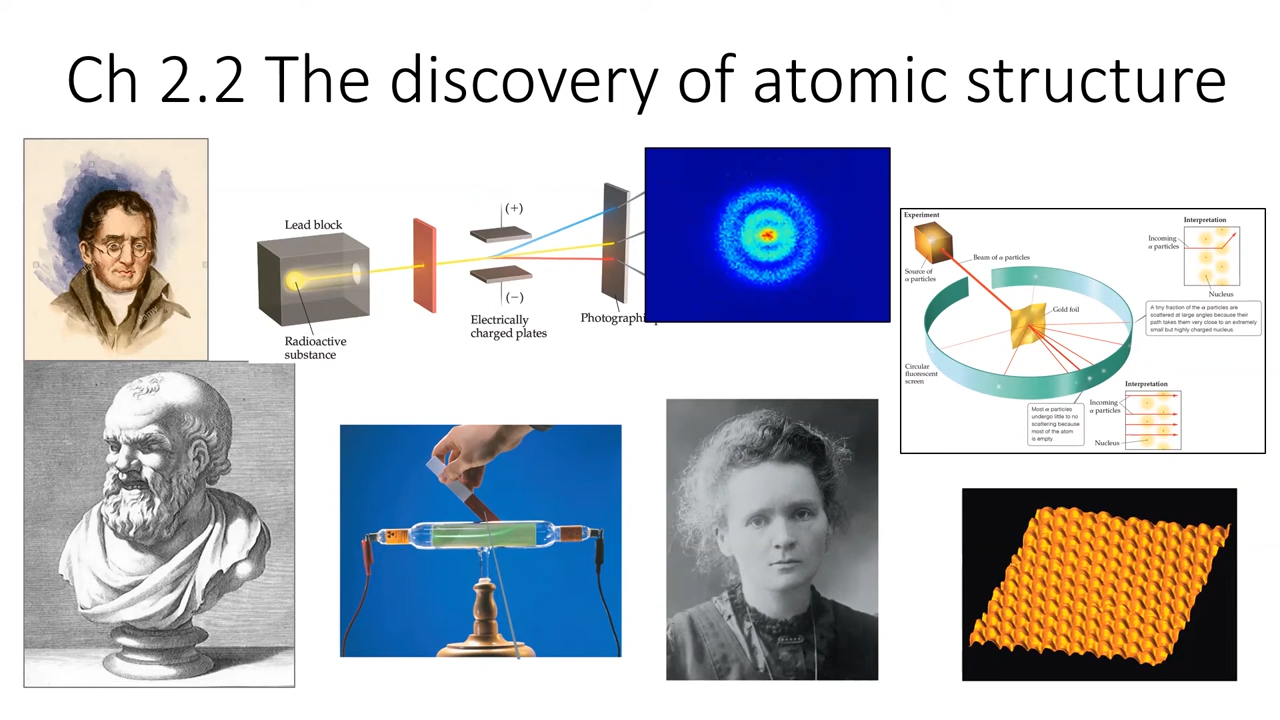 Ch 2.2 The discovery of atomic structure
Lead block
Radioactive
substance
(+)
(−)
Electrically
charged plates
Experiment
Source of
α particles
Beam of α particles
Gold foil
Circular
fluorescent
screen
Interpretation
Incoming
α particles
Nucleus
A tiny fraction of the α particles are
scattered at large angles because their
path takes them very close to an extremely
small but highly charged nucleus.
Most α particles
undergo little to no
scattering because
most of the atom
is empty.
Interpretation
Incoming
α particles
Nucleus